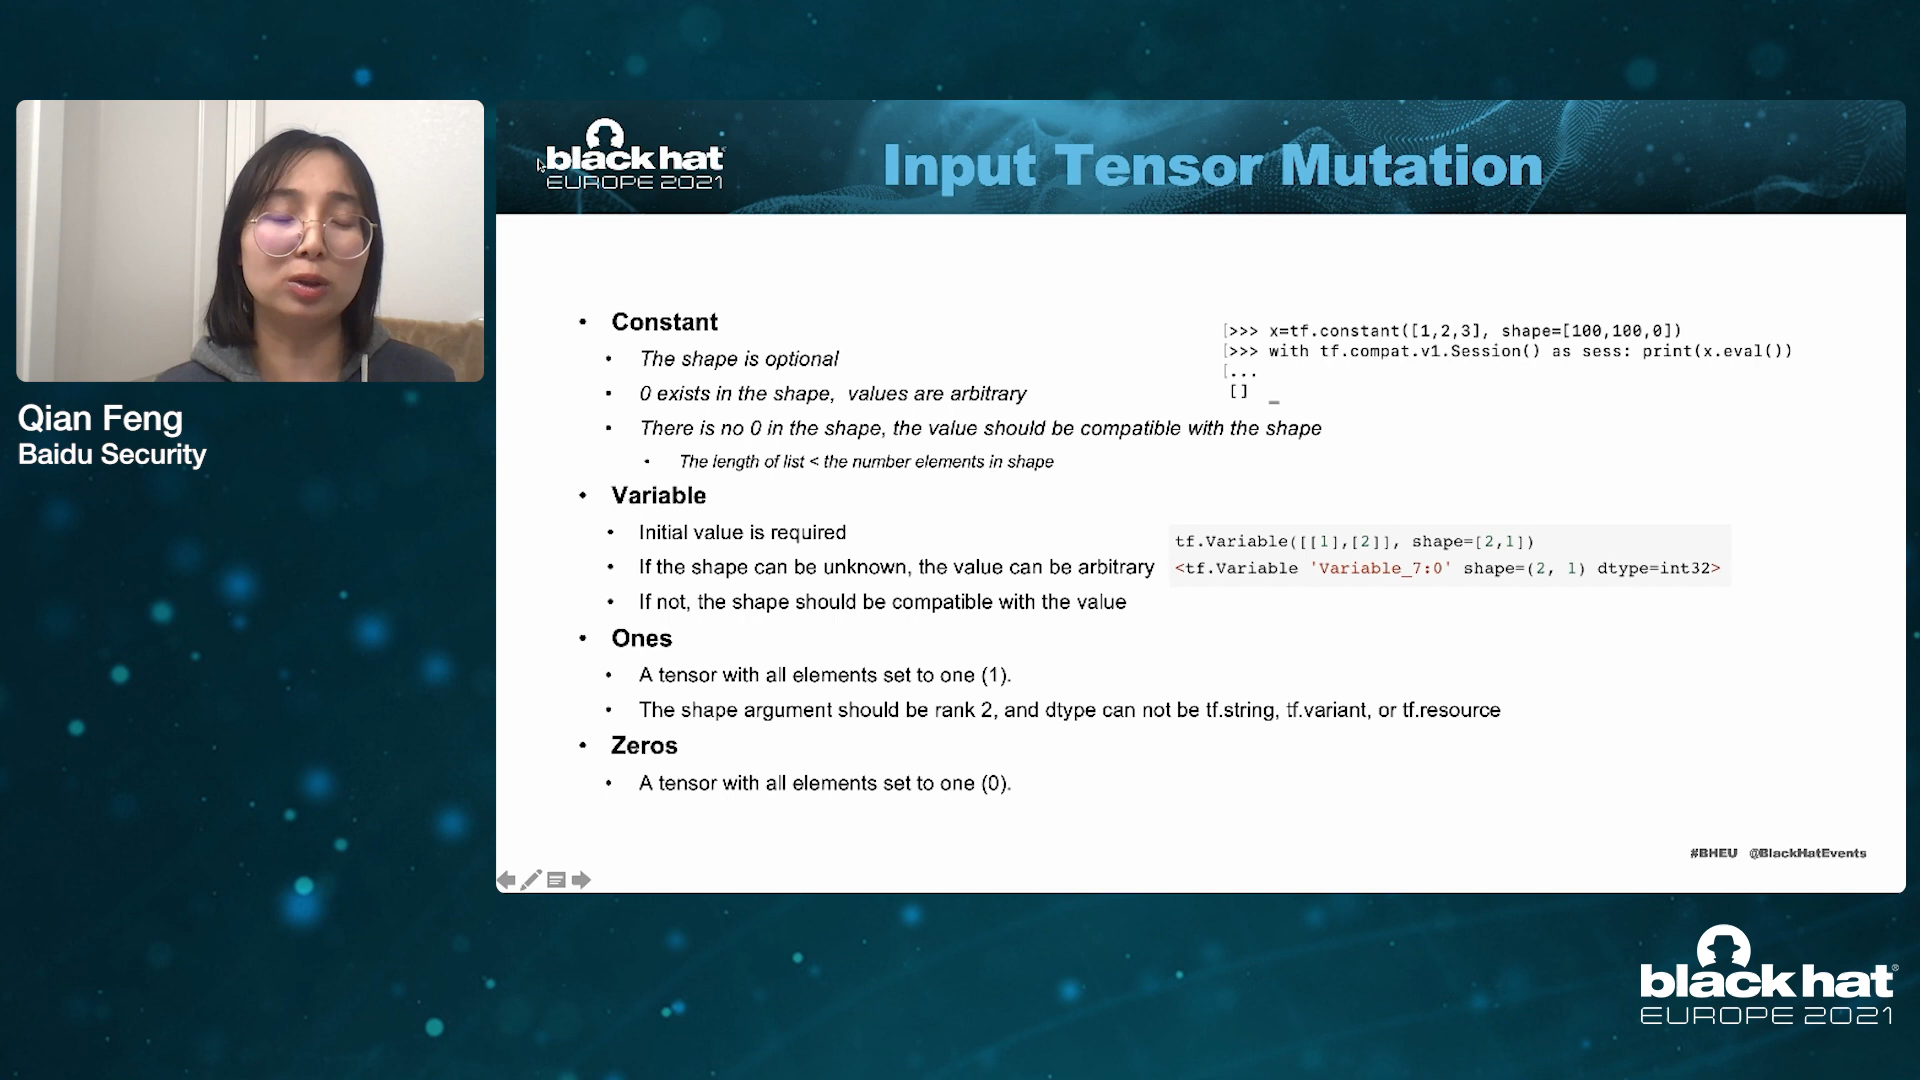 black hat
EUROPE 2021
Input Tensor Mutation
Qian Feng
Baidu Security
• Constant
• The shape is optional
• 0 exists in the shape, values are arbitrary
• There is no 0 in the shape, the value should be compatible with the shape
• The length of list < the number elements in shape
[>>> x=tf.constant([1,2,3], shape=[100,100,0])
[>>> with tf.compat.v1.Session() as sess: print(x.eval())
[...
[] _
• Variable
• Initial value is required
• If the shape can be unknown, the value can be arbitrary
• If not, the shape should be compatible with the value
tf.Variable([[1],[2]], shape=[2,1])
<tf.Variable 'Variable_7:0' shape=(2, 1) dtype=int32>
• Ones
• A tensor with all elements set to one (1).
• The shape argument should be rank 2, and dtype can not be tf.string, tf.variant, or tf.resource
• Zeros
• A tensor with all elements set to one (0).
#BHEU @BlackHatEvents
black hat®
EUROPE 2021